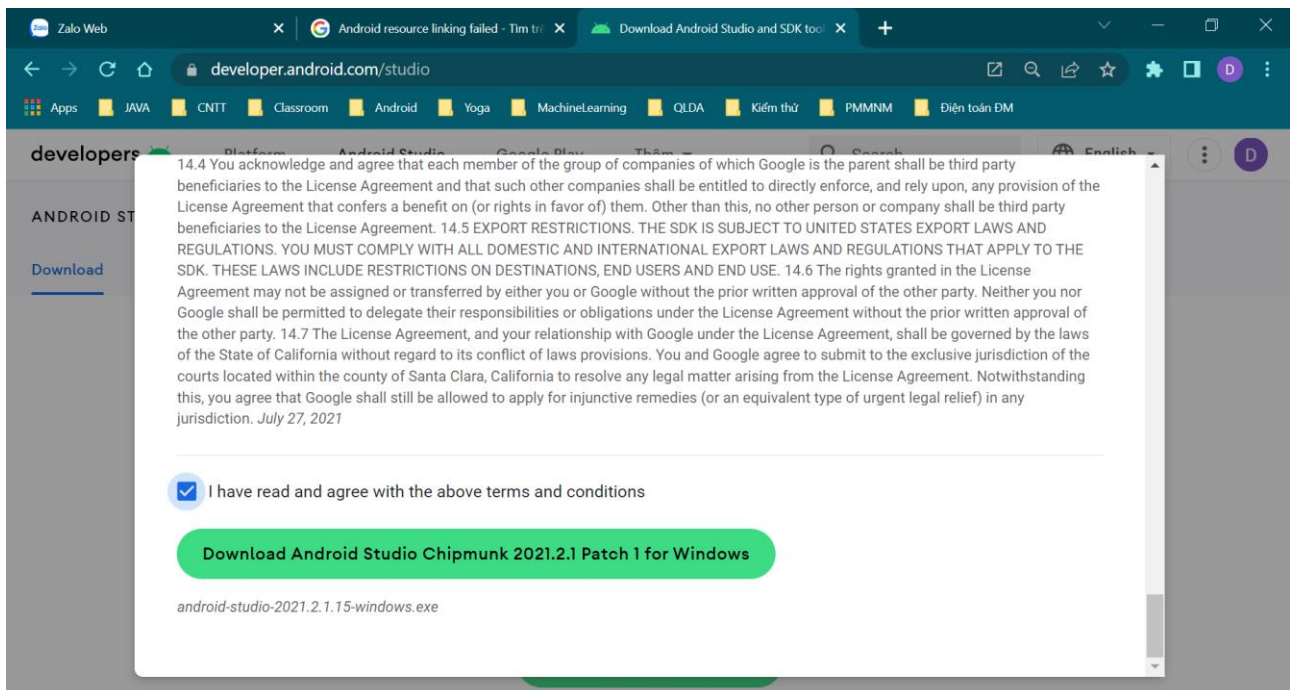 Zalo Web
Android resource linking failed - Tìm tr
Download Android Studio and SDK tool
developer.android.com/studio
D
Apps JAVA CNTT Classroom Android Yoga MachineLearning QLDA Kiểm thử PMMNM Điện toán ĐM
developers Platform Android Studio Google Play Thêm Search English D
ANDROID ST
Download
14.4 You acknowledge and agree that each member of the group of companies of which Google is the parent shall be third party
beneficiaries to the License Agreement and that such other companies shall be entitled to directly enforce, and rely upon, any provision of the
License Agreement that confers a benefit on (or rights in favor of) them. Other than this, no other person or company shall be third party
beneficiaries to the License Agreement. 14.5 EXPORT RESTRICTIONS. THE SDK IS SUBJECT TO UNITED STATES EXPORT LAWS AND
REGULATIONS. YOU MUST COMPLY WITH ALL DOMESTIC AND INTERNATIONAL EXPORT LAWS AND REGULATIONS THAT APPLY TO THE
SDK. THESE LAWS INCLUDE RESTRICTIONS ON DESTINATIONS, END USERS AND END USE. 14.6 The rights granted in the License
Agreement may not be assigned or transferred by either you or Google without the prior written approval of the other party. Neither you nor
Google shall be permitted to delegate their responsibilities or obligations under the License Agreement without the prior written approval of
the other party. 14.7 The License Agreement, and your relationship with Google under the License Agreement, shall be governed by the laws
of the State of California without regard to its conflict of laws provisions. You and Google agree to submit to the exclusive jurisdiction of the
courts located within the county of Santa Clara, California to resolve any legal matter arising from the License Agreement. Notwithstanding
this, you agree that Google shall still be allowed to apply for injunctive remedies (or an equivalent type of urgent legal relief) in any
jurisdiction. July 27, 2021
I have read and agree with the above terms and conditions
Download Android Studio Chipmunk 2021.2.1 Patch 1 for Windows
android-studio-2021.2.1.15-windows.exe